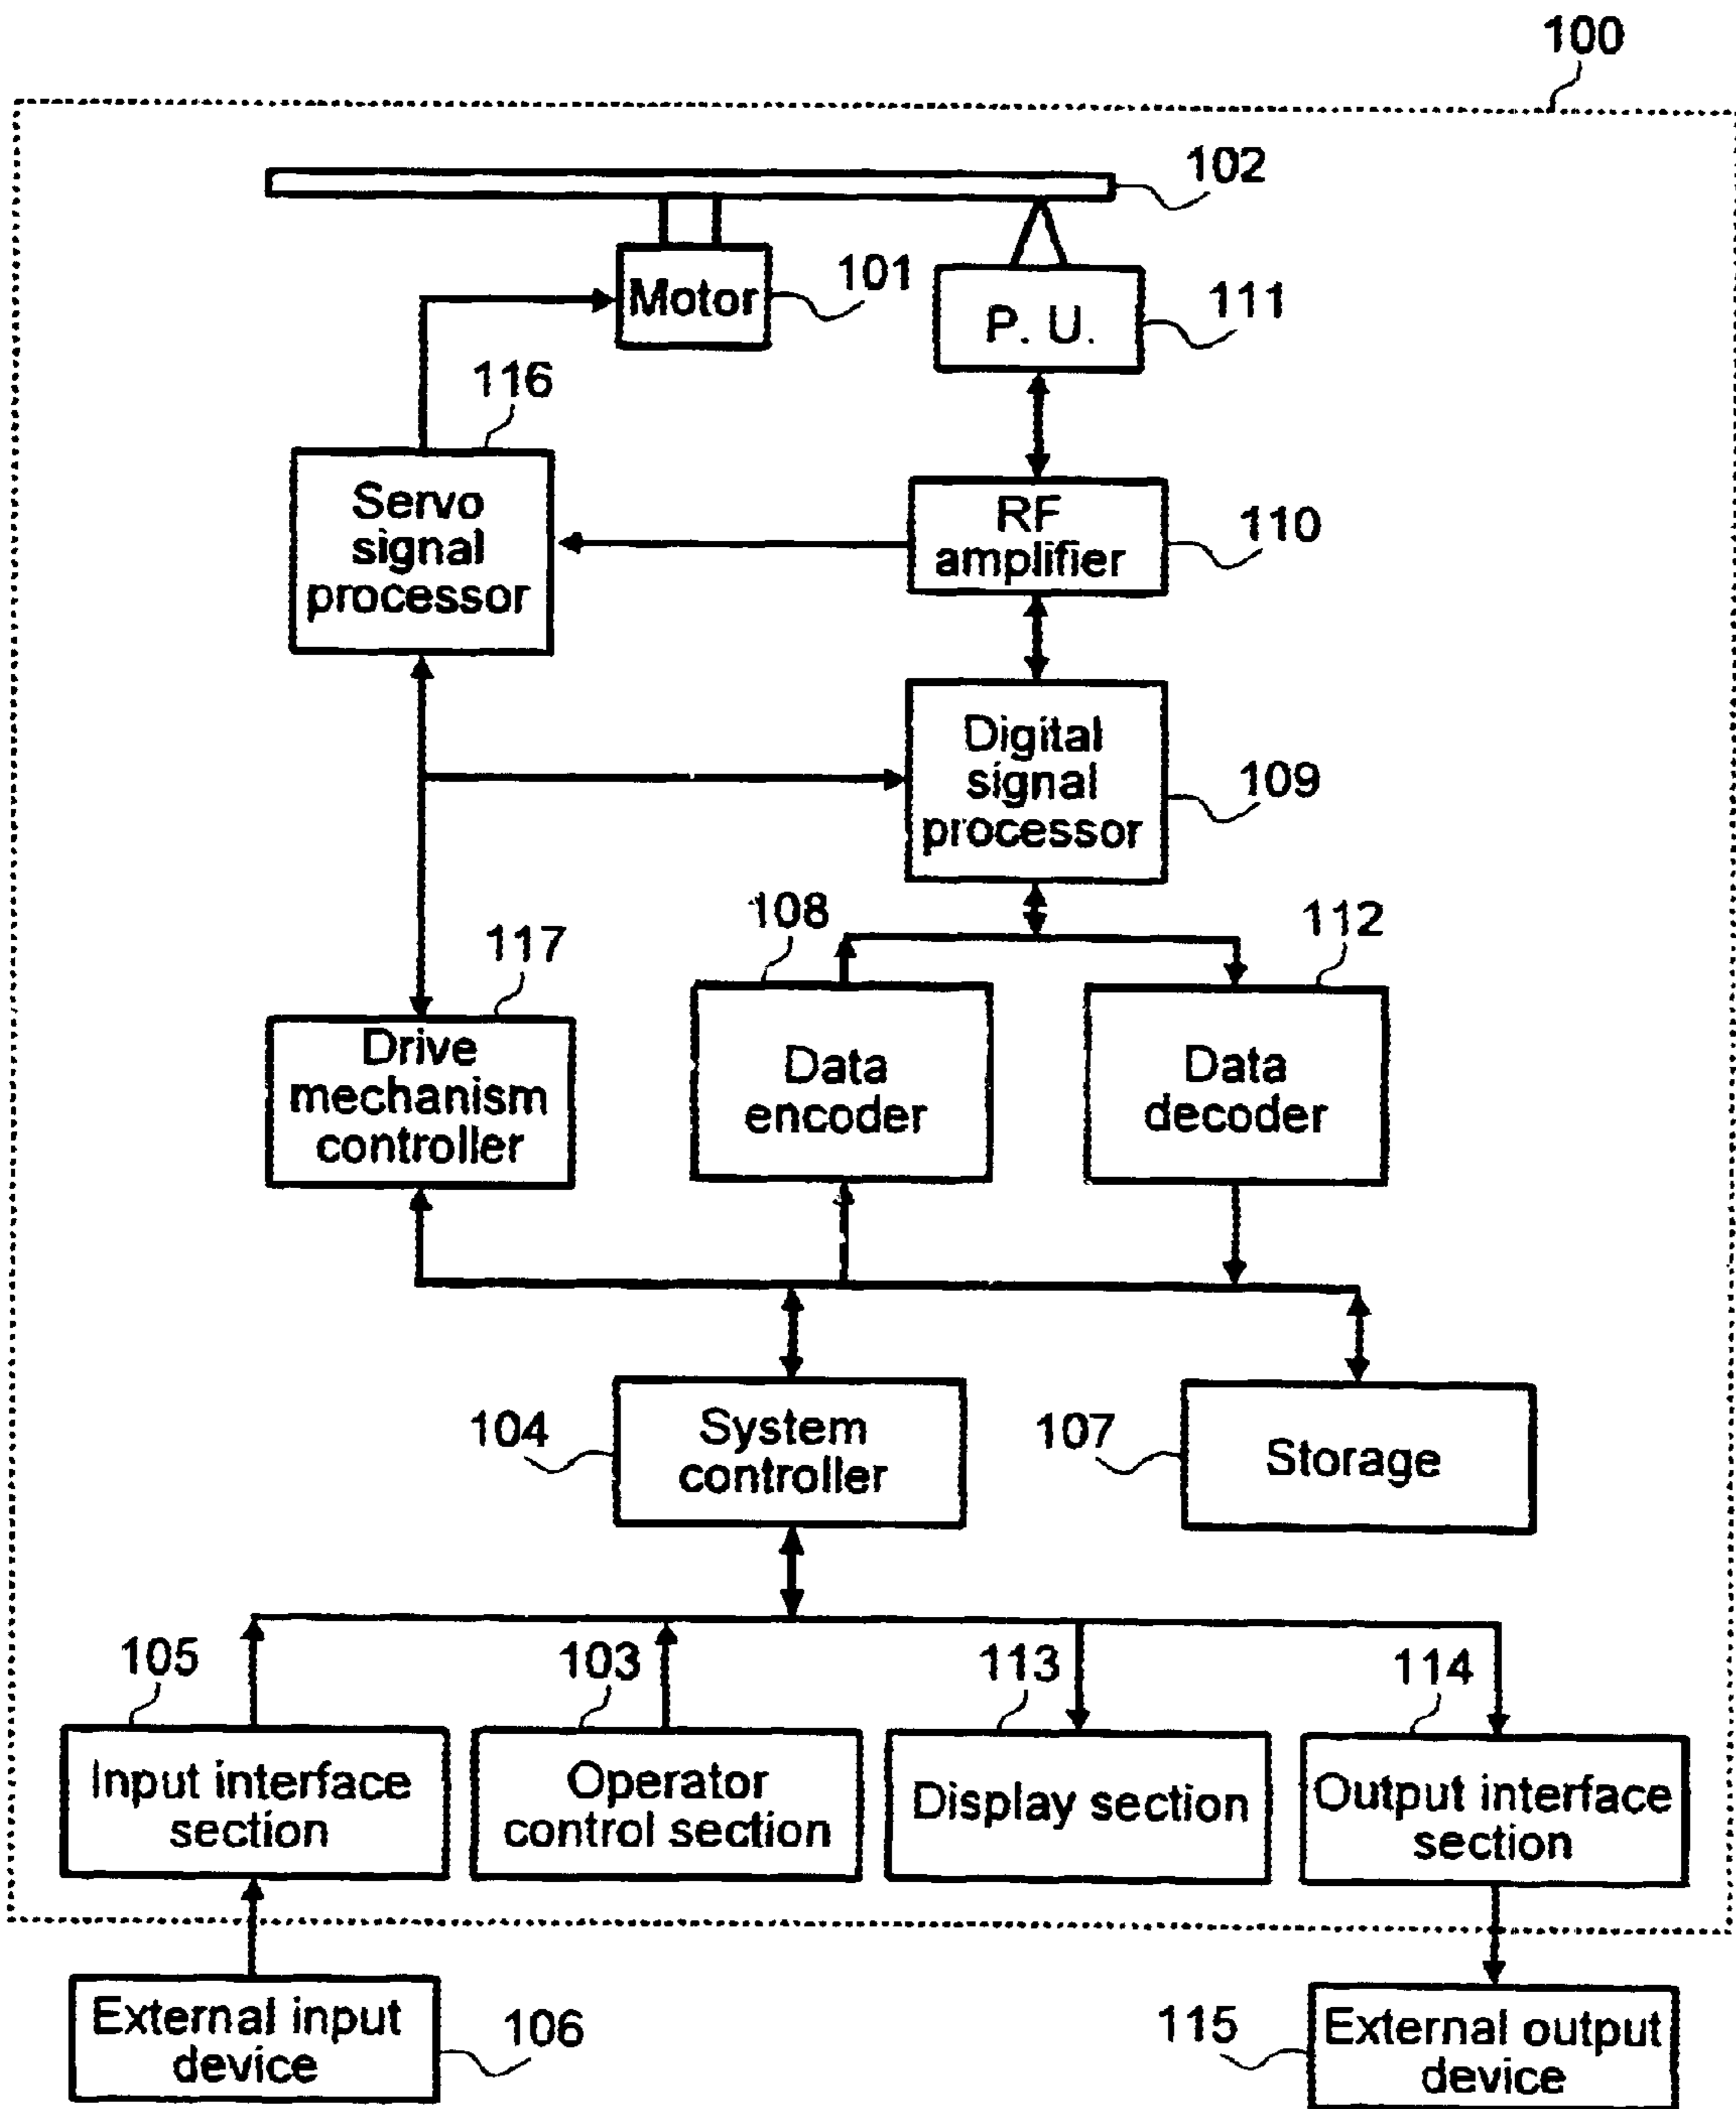 100
102
Motor
101
P. U.
111
116
Servo
signal
processor
RF
amplifier
110
Digital
signal
processor
109
108
112
117
Drive
mechanism
controller
Data
encoder
Data
decoder
104
System
controller
107
Storage
105
103
113
114
Input interface
section
Operator
control section
Display section
Output interface
section
External input
device
106
115
External output
device